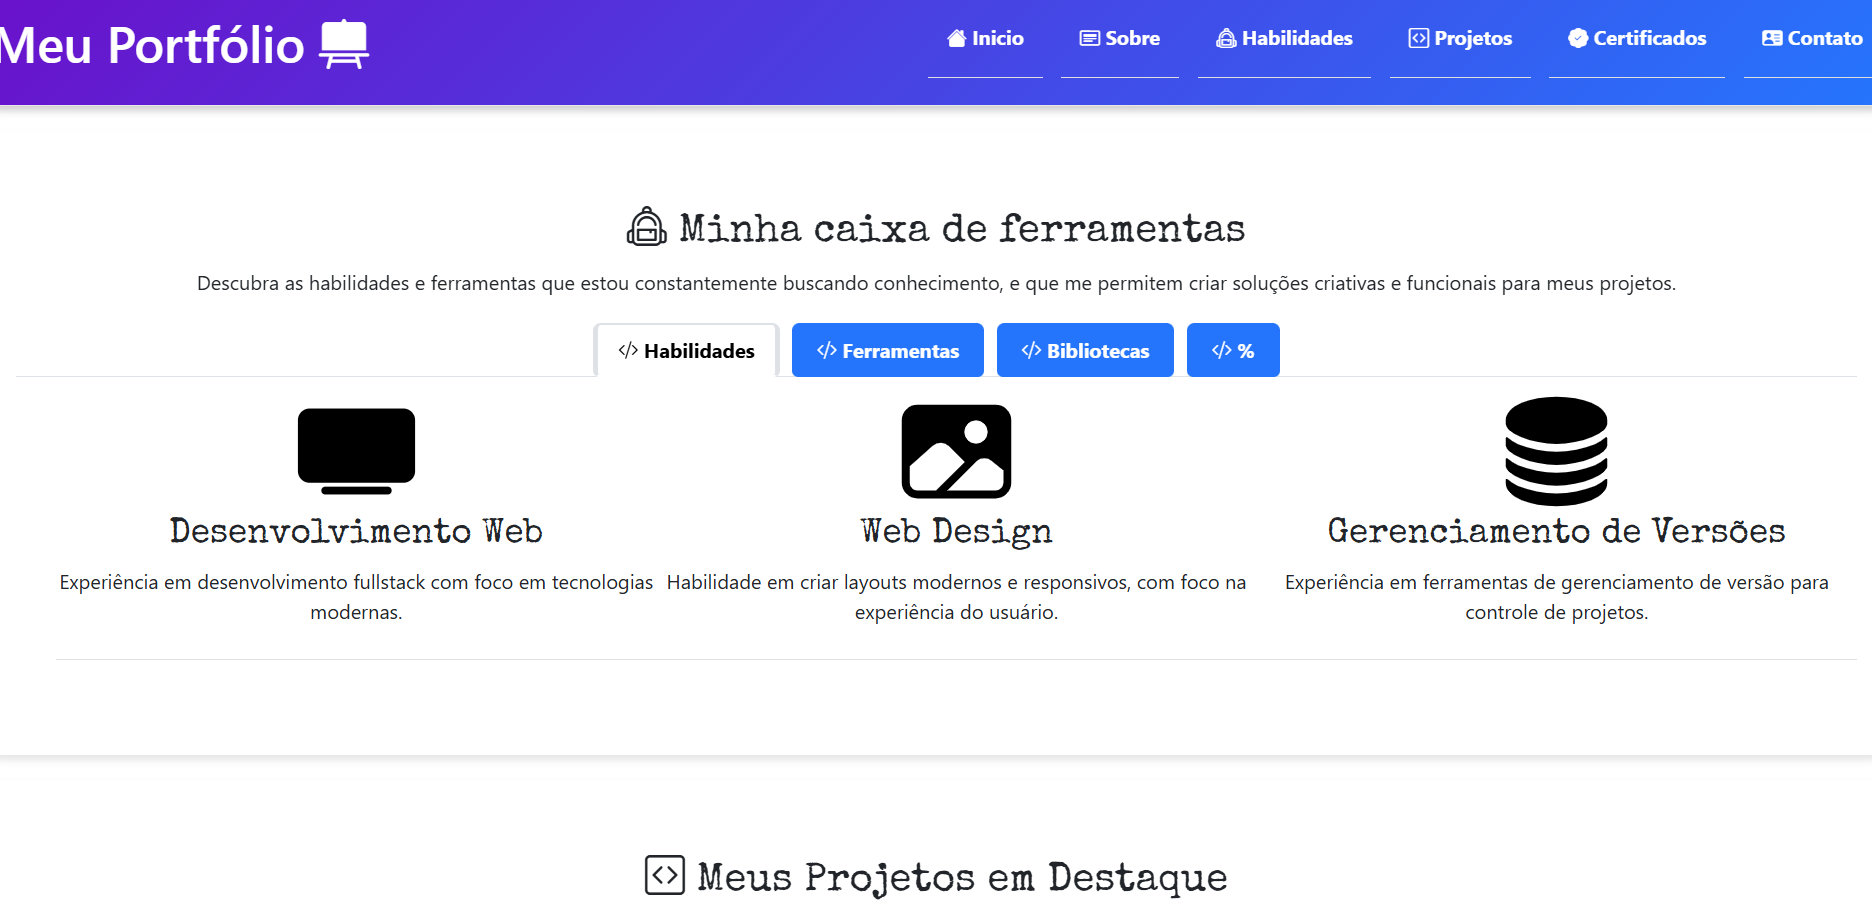 Meu Portfólio
Inicio Sobre Habilidades Projetos Certificados Contato
Minha caixa de ferramentas
Descubra as habilidades e ferramentas que estou constantemente buscando conhecimento, e que me permitem criar soluções criativas e funcionais para meus projetos.
</> Habilidades </> Ferramentas </> Bibliotecas </> %
Desenvolvimento Web
Experiência em desenvolvimento fullstack com foco em tecnologias
modernas.
Web Design
Habilidade em criar layouts modernos e responsivos, com foco na
experiência do usuário.
Gerenciamento de Versões
Experiência em ferramentas de gerenciamento de versão para
controle de projetos.
Meus Projetos em Destaque